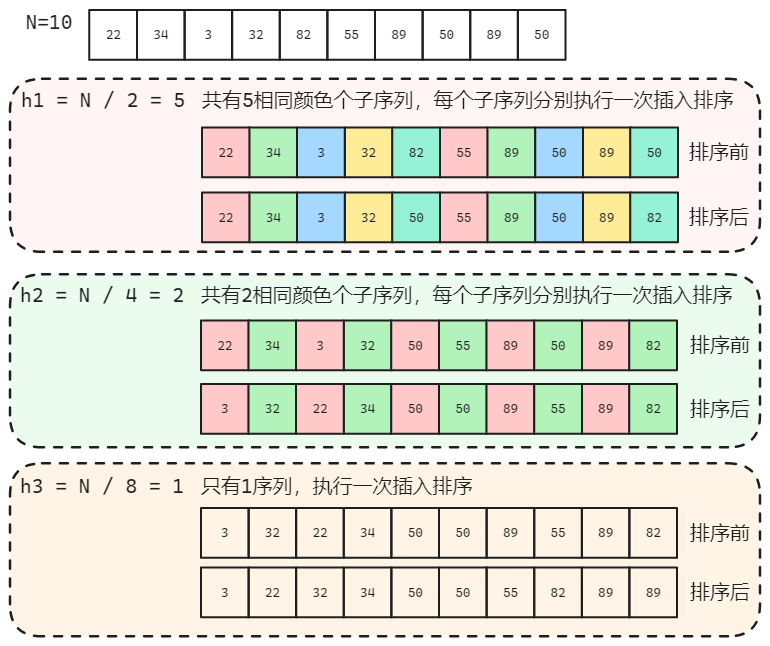 N=10 22 34 3 32 82 55 89 50 89 50
h1 = N / 2 = 5 共有5相同颜色个子序列，每个子序列分别执行一次插入排序
22 34 3 32 82 55 89 50 89 50 排序前
22 34 3 32 50 55 89 50 89 82 排序后
h2 = N / 4 = 2 共有2相同颜色个子序列，每个子序列分别执行一次插入排序
22 34 3 32 50 55 89 50 89 82 排序前
3 32 22 34 50 50 89 55 89 82 排序后
h3 = N / 8 = 1 只有1序列，执行一次插入排序
3 32 22 34 50 50 89 55 89 82 排序前
3 22 32 34 50 50 55 82 89 89 排序后